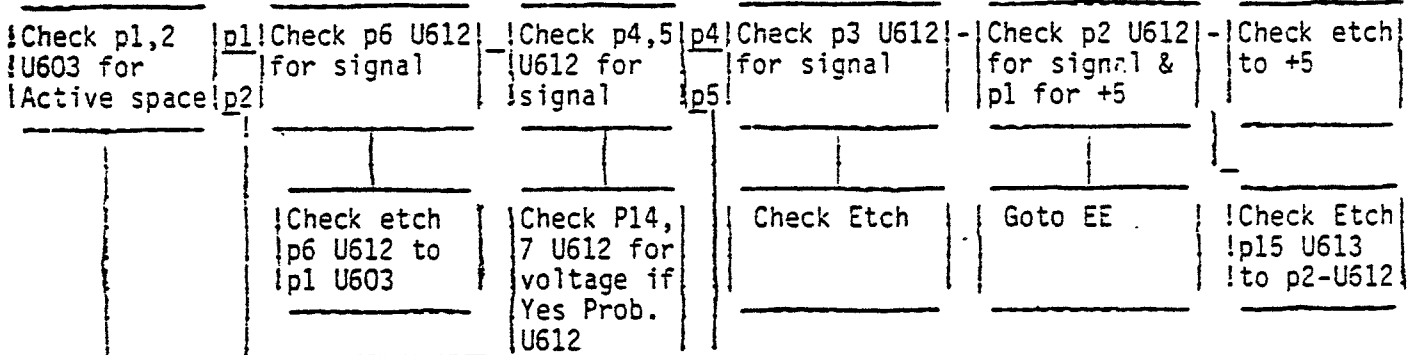 Check p1,2
U603 for
Active space
p1
p2
Check p6 U612
for signal
Check p4,5
U612 for
signal
p4
p5
Check p3 U612
for signal
Check p2 U612
for signal &
p1 for +5
Check etch
to +5
Check etch
p6 U612 to
p1 U603
Check P14,
7 U612 for
voltage if
Yes Prob.
U612
Check Etch
Goto EE
Check Etch
p15 U613
to p2-U612